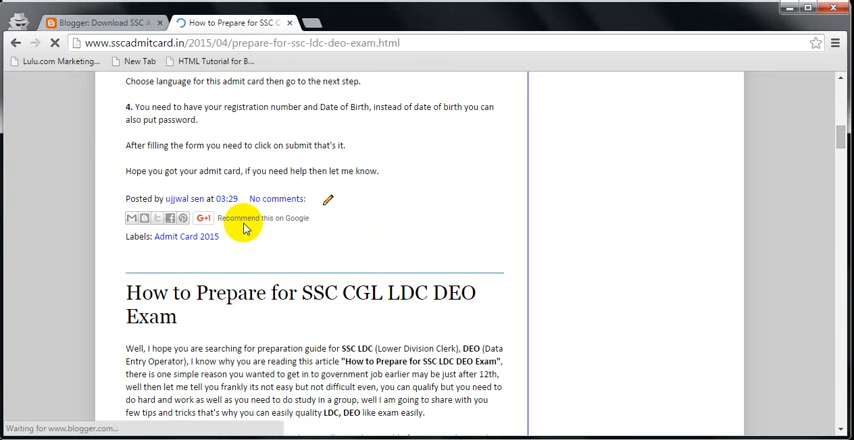 Blogger: Download SSC A
How to Prepare for SSC C
www.sscadmitcard.in/2015/04/prepare-for-ssc-ldc-deo-exam.html
Lulu.com Marketing... New Tab HTML Tutorial for B...
Choose language for this admit card then go to the next step.
4. You need to have your registration number and Date of Birth, instead of date of birth you can
also put password.
After filling the form you need to click on submit that's it.
Hope you got your admit card, if you need help then let me know.
Posted by ujjwal sen at 03:29 No comments:
G+1 Recommend this on Google
Labels: Admit Card 2015
How to Prepare for SSC CGL LDC DEO
Exam
Well, I hope you are searching for preparation guide for SSC LDC (Lower Division Clerk), DEO (Data
Entry Operator), I know why you are reading this article "How to Prepare for SSC LDC DEO Exam",
there is one simple reason you wanted to get in to government job earlier may be just after 12th,
well then let me tell you frankly its not easy but not difficult even, you can qualify but you need to
do hard and work as well as you need to do study in a group, well I am going to share with you
few tips and tricks that's why you can easily quality LDC, DEO like exam easily.
Waiting for www.blogger.com...